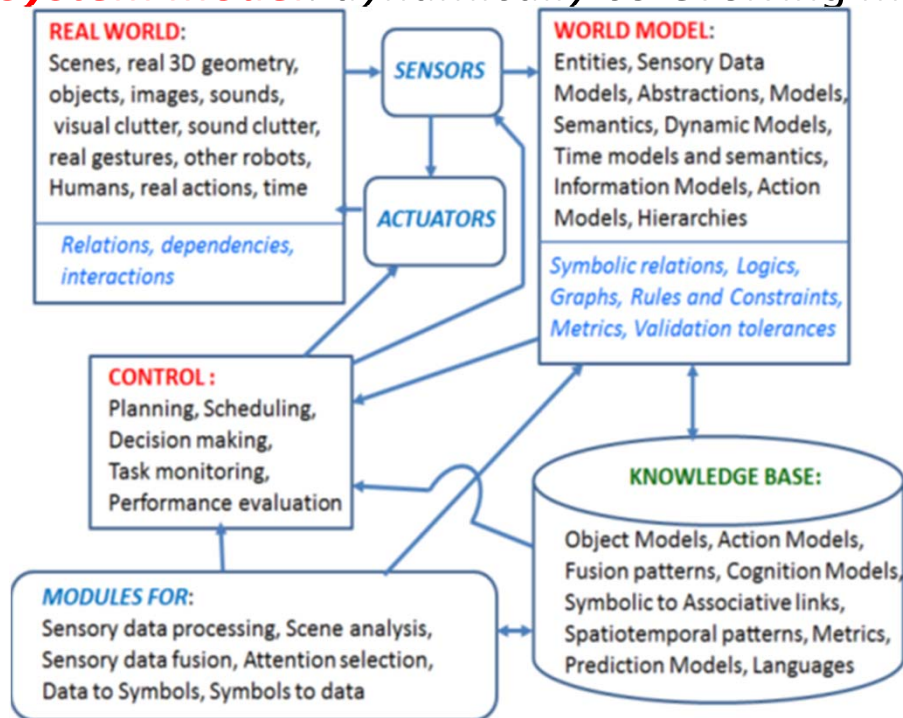 REAL WORLD:
Scenes, real 3D geometry,
objects, images, sounds,
visual clutter, sound clutter,
real gestures, other robots,
Humans, real actions, time
Relations, dependencies,
interactions
SENSORS
ACTUATORS
WORLD MODEL:
Entities, Sensory Data
Models, Abstractions, Models,
Semantics, Dynamic Models,
Time models and semantics,
Information Models, Action
Models, Hierarchies
Symbolic relations, Logics,
Graphs, Rules and Constraints,
Metrics, Validation tolerances
CONTROL :
Planning, Scheduling,
Decision making,
Task monitoring,
Performance evaluation
KNOWLEDGE BASE:
Object Models, Action Models,
Fusion patterns, Cognition Models,
Symbolic to Associative links,
Spatiotemporal patterns, Metrics,
Prediction Models, Languages
MODULES FOR:
Sensory data processing, Scene analysis,
Sensory data fusion, Attention selection,
Data to Symbols, Symbols to data